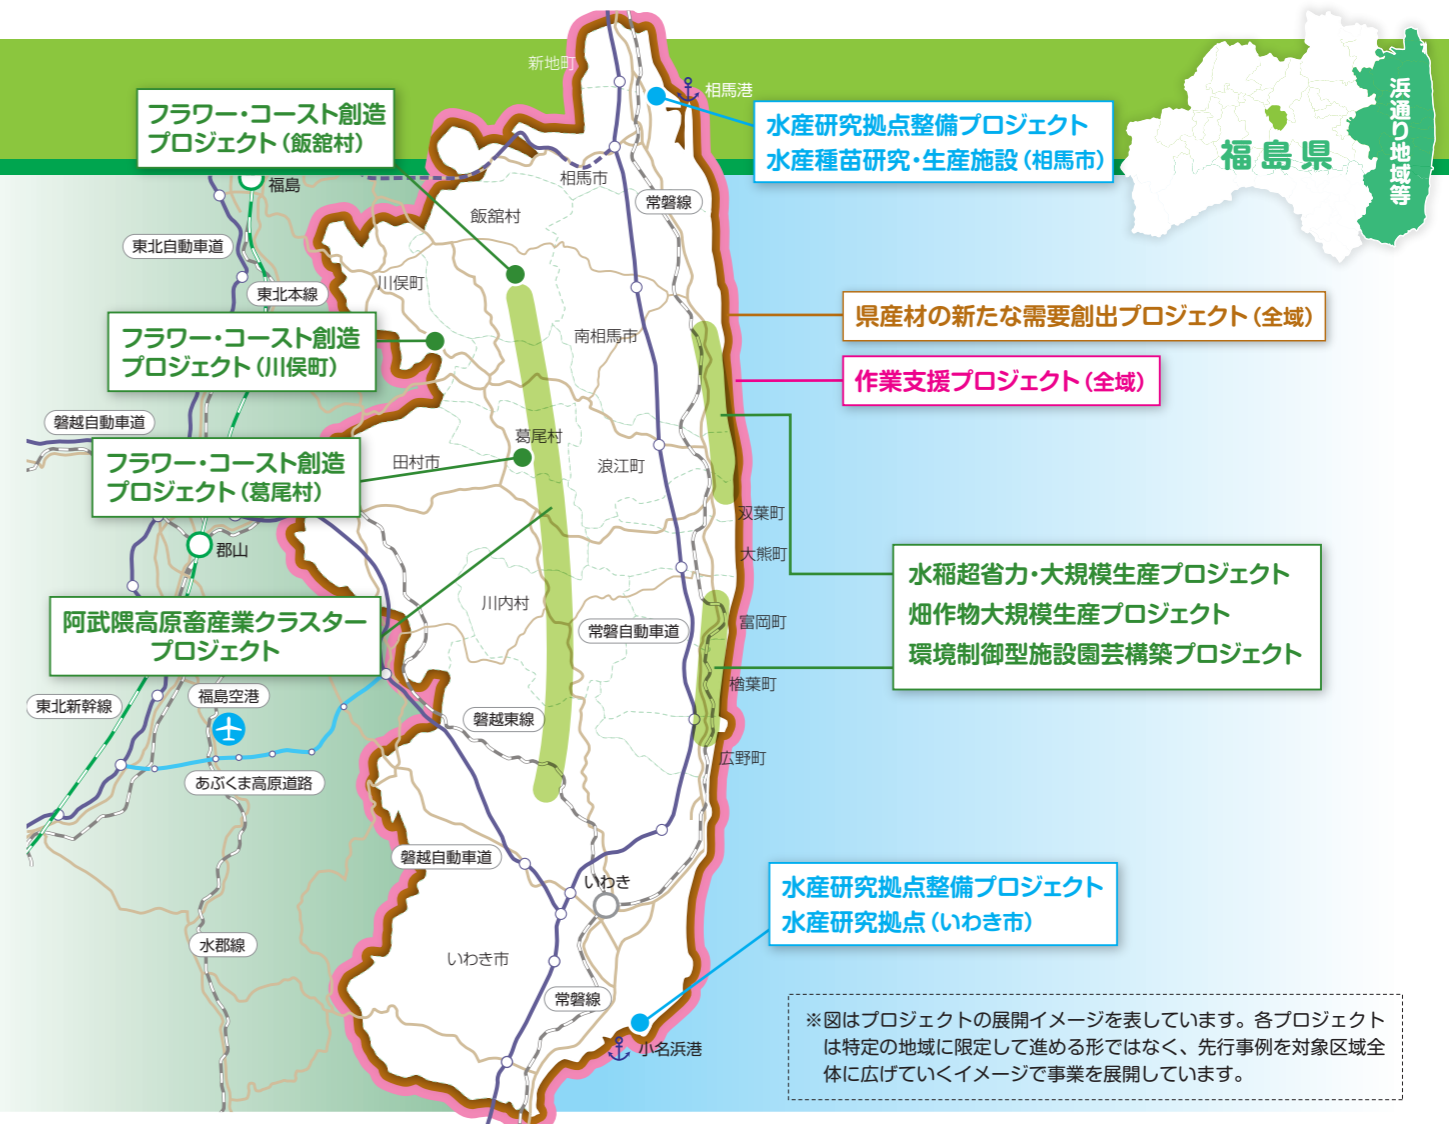 新地町
相馬港
フラワー・コースト創造
プロジェクト（飯舘村）
水産研究拠点整備プロジェクト
水産種苗研究・生産施設（相馬市）
福島県
浜通り地域等
福島
相馬市
飯舘村
常磐線
東北自動車道
東北本線
川俣町
県産材の新たな需要創出プロジェクト（全域）
フラワー・コースト創造
プロジェクト（川俣町）
南相馬市
作業支援プロジェクト（全域）
磐越自動車道
葛尾村
田村市
浪江町
フラワー・コースト創造
プロジェクト（葛尾村）
双葉町
大熊町
郡山
水稲超省力・大規模生産プロジェクト
畑作物大規模生産プロジェクト
環境制御型施設園芸構築プロジェクト
川内村
富岡町
常磐自動車道
阿武隈高原畜産業クラスター
プロジェクト
楢葉町
福島空港
東北新幹線
磐越東線
広野町
あぶくま高原道路
磐越自動車道
いわき
水産研究拠点整備プロジェクト
水産研究拠点（いわき市）
水郡線
いわき市
常磐線
小名浜港
※図はプロジェクトの展開イメージを表しています。各プロジェクト
は特定の地域に限定して進める形ではなく、先行事例を対象区域全
体に広げていくイメージで事業を展開しています。